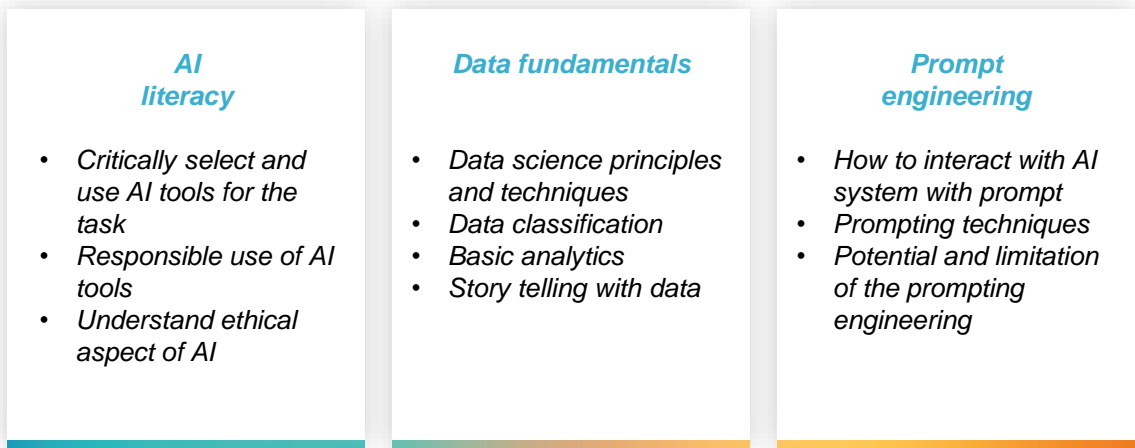 AI
literacy
• Critically select and
use AI tools for the
task
• Responsible use of AI
tools
• Understand ethical
aspect of AI
Data fundamentals
• Data science principles
and techniques
• Data classification
• Basic analytics
• Story telling with data
Prompt
engineering
• How to interact with AI
system with prompt
• Prompting techniques
• Potential and limitation
of the prompting
engineering